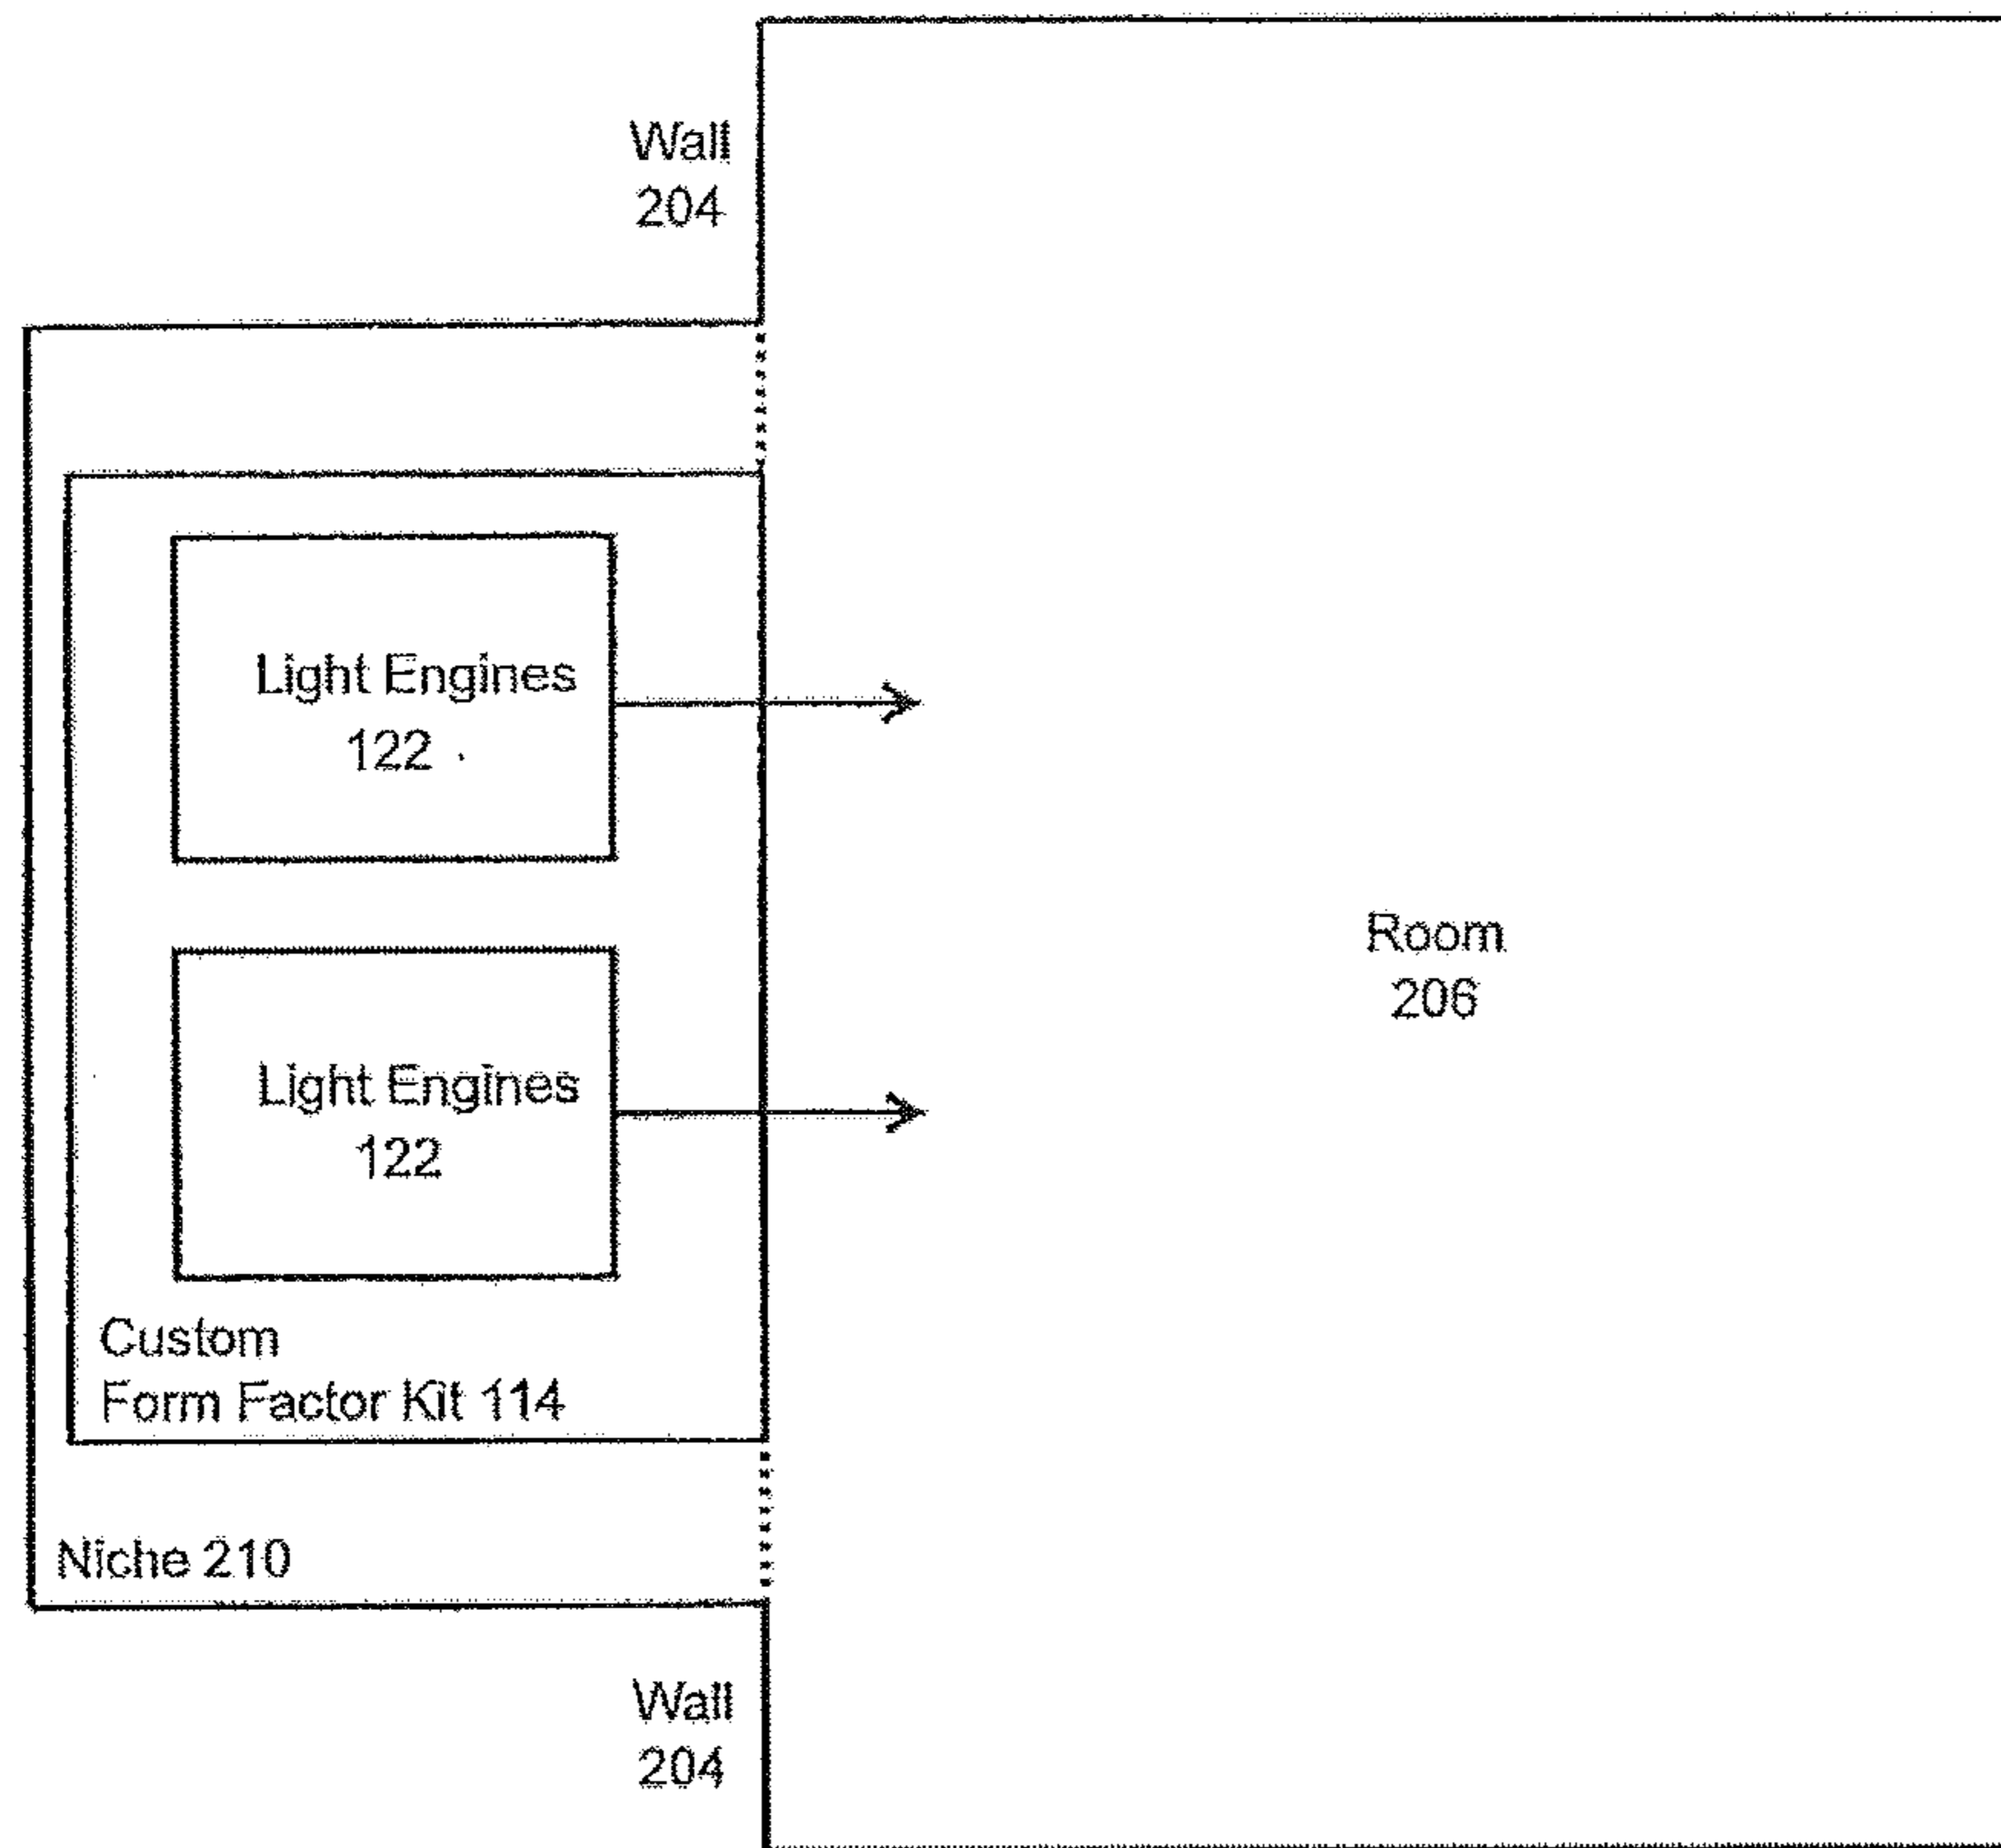 Wall
204
Light Engines
122
Room
206
Light Engines
122
Custom
Form Factor Kit 114
Niche 210
Wall
204